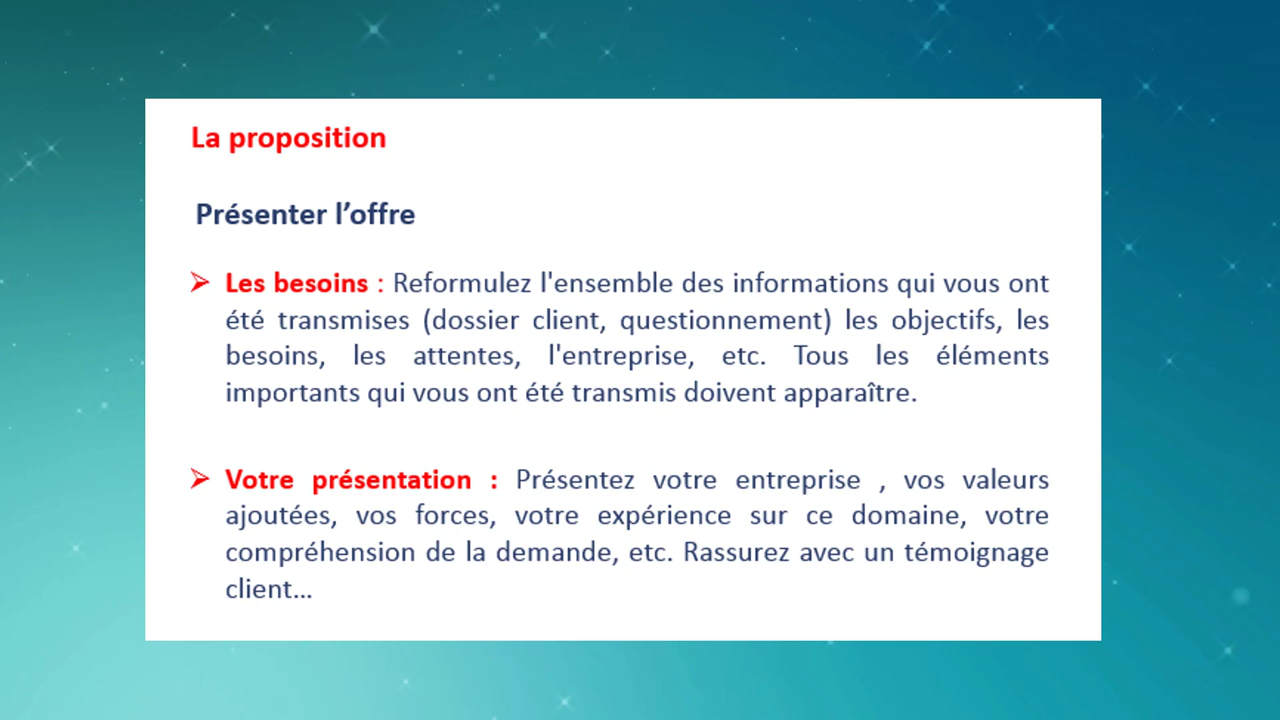 La proposition
Présenter l’offre
➢ Les besoins : Reformulez l'ensemble des informations qui vous ont
été transmises (dossier client, questionnement) les objectifs, les
besoins, les attentes, l'entreprise, etc. Tous les éléments
importants qui vous ont été transmis doivent apparaître.
➢ Votre présentation : Présentez votre entreprise , vos valeurs
ajoutées, vos forces, votre expérience sur ce domaine, votre
compréhension de la demande, etc. Rassurez avec un témoignage
client…